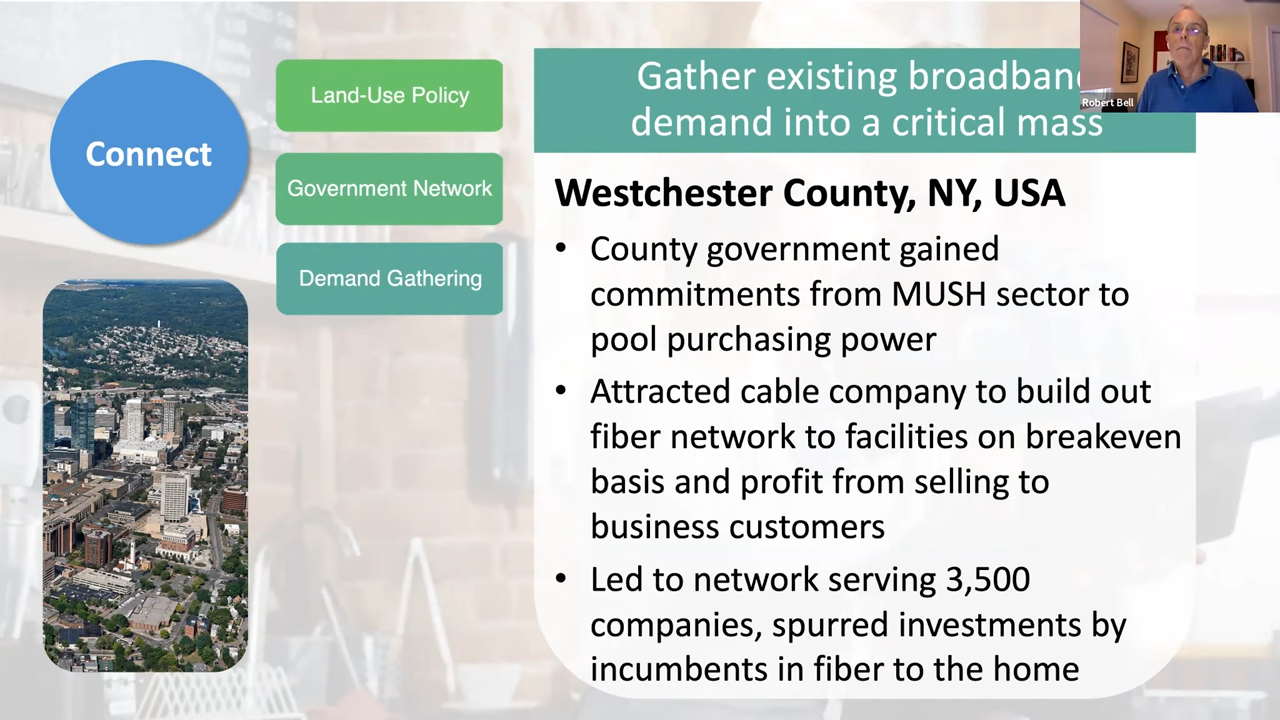 Connect
Land-Use Policy
Government Network
Demand Gathering
Gather existing broadban
demand into a critical mass
Robert Bell
Westchester County, NY, USA
• County government gained
commitments from MUSH sector to
pool purchasing power
• Attracted cable company to build out
fiber network to facilities on breakeven
basis and profit from selling to
business customers
• Led to network serving 3,500
companies, spurred investments by
incumbents in fiber to the home